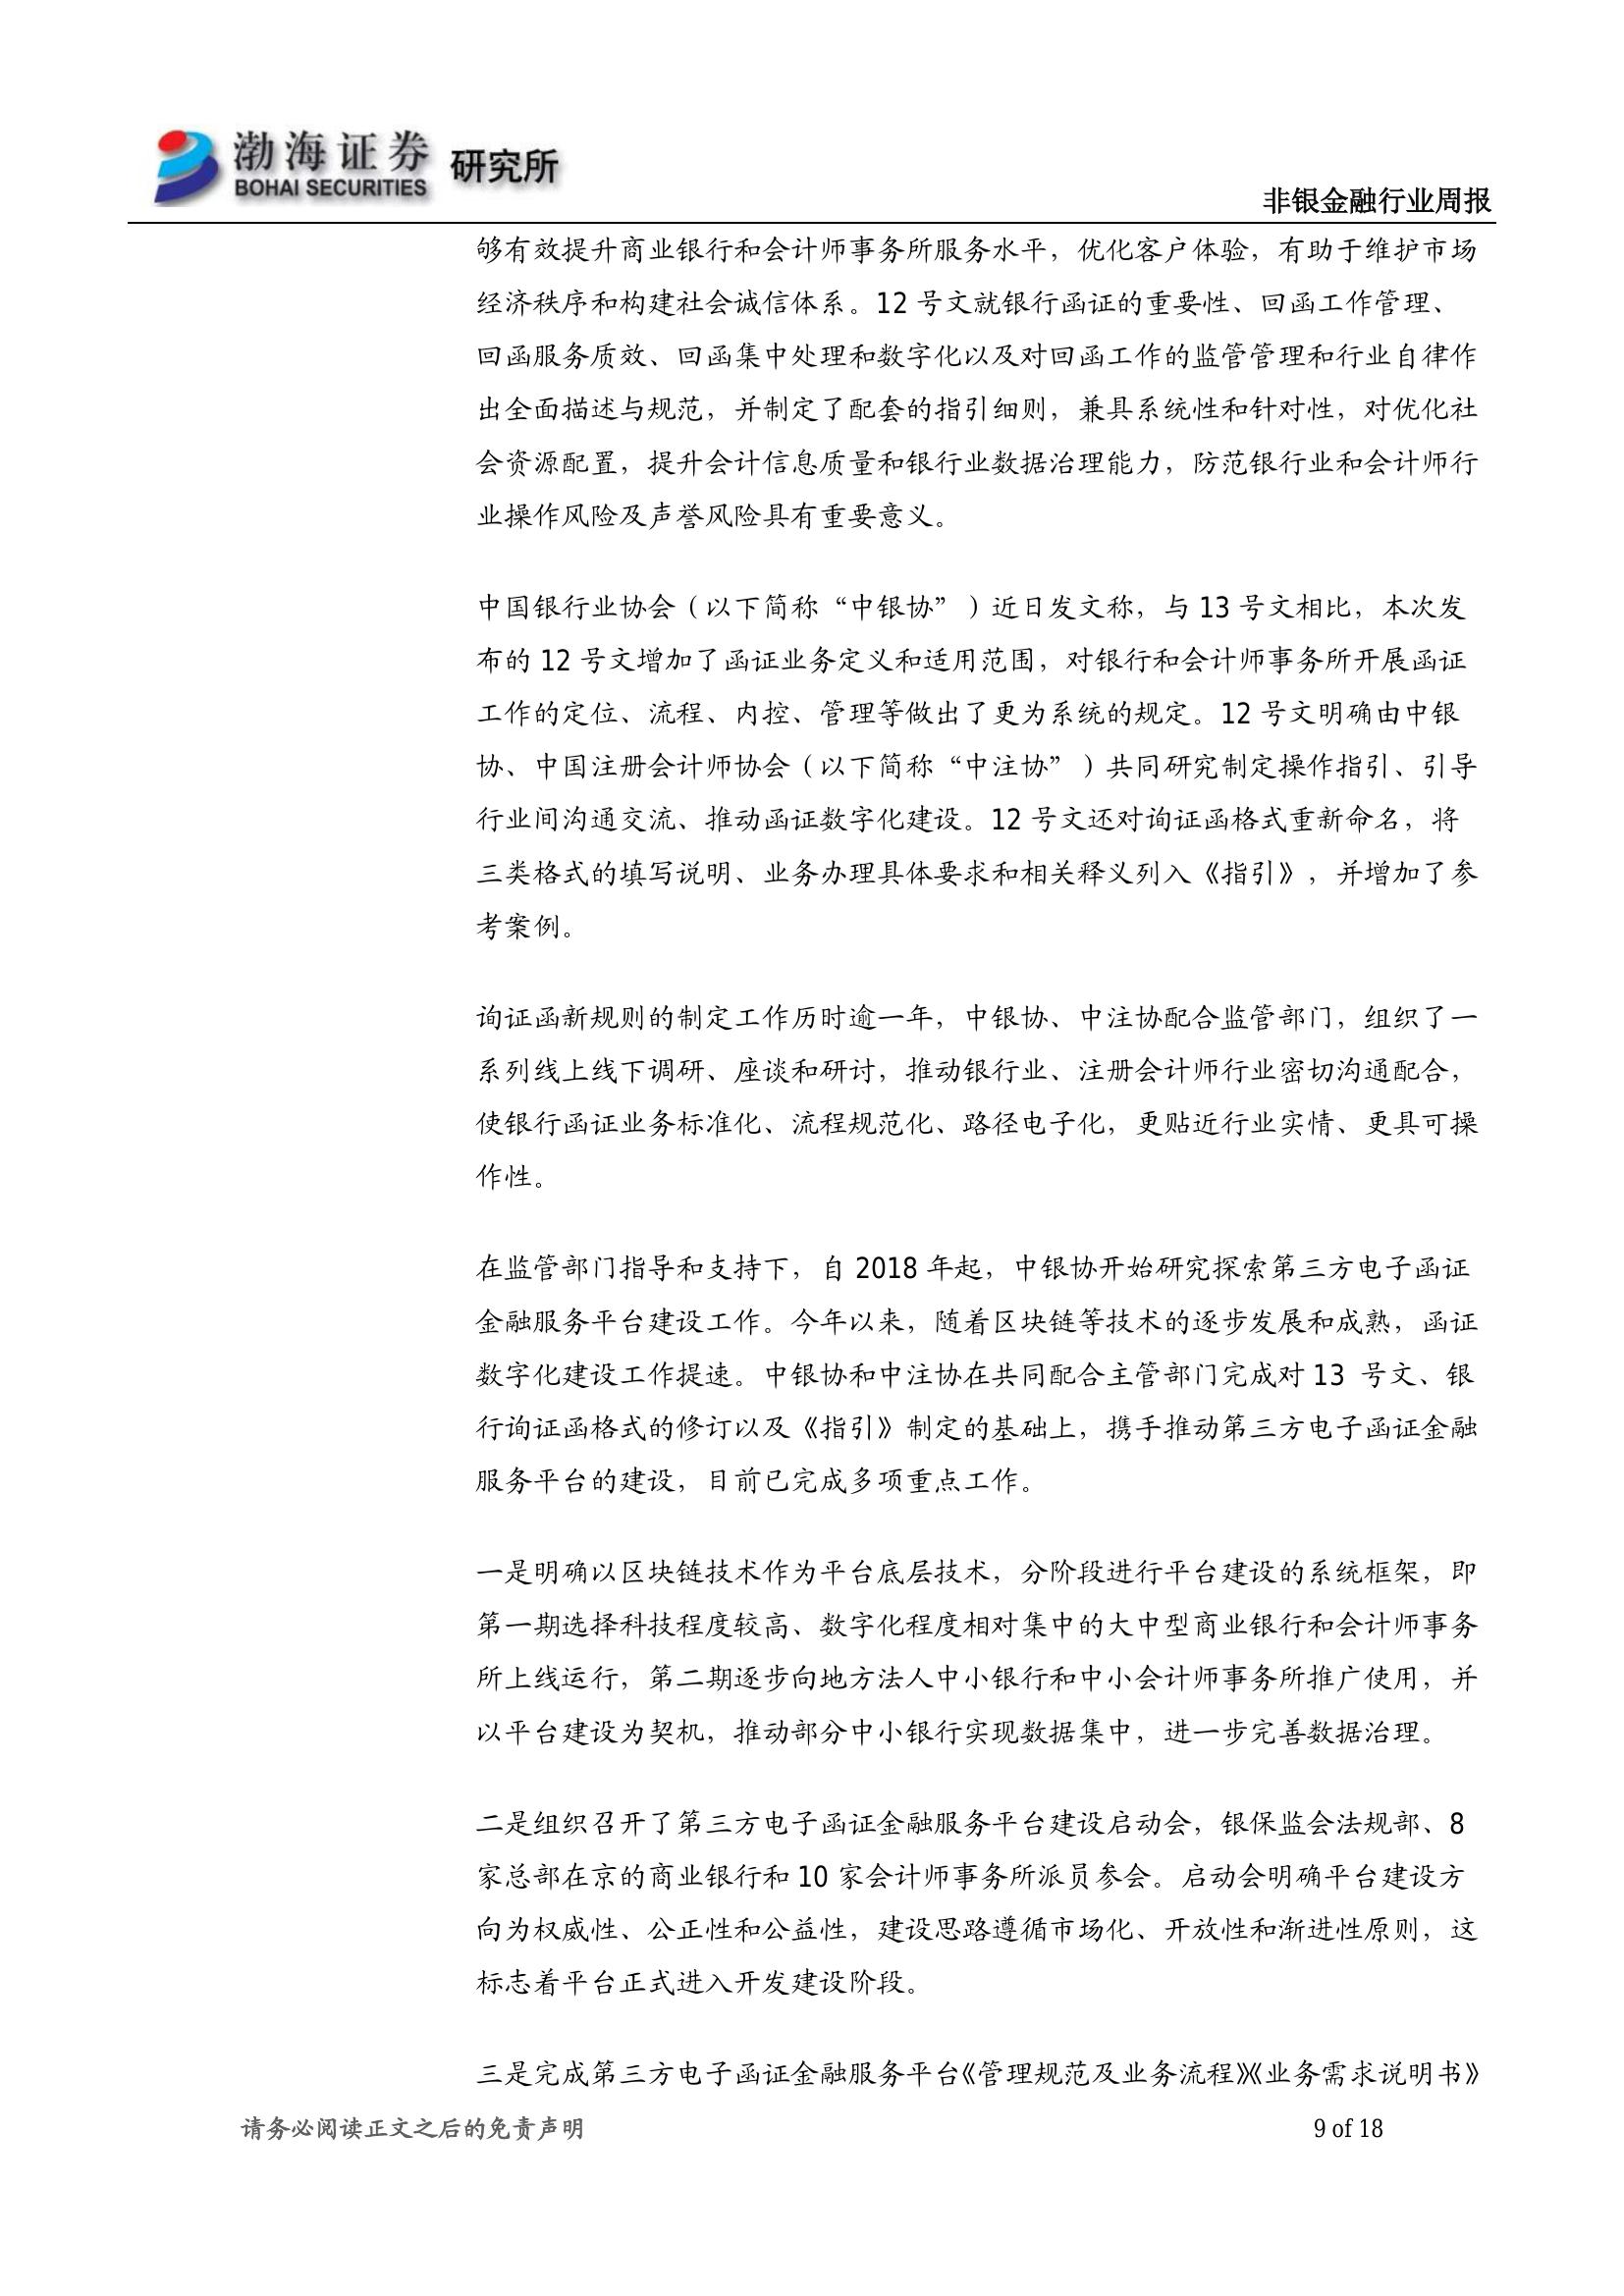 渤海证券 研究所
BOHAI SECURITIES
非银金融行业周报
够有效提升商业银行和会计师事务所服务水平，优化客户体验，有助于维护市场
经济秩序和构建社会诚信体系。12 号文就银行函证的重要性、回函工作管理、
回函服务质效、回函集中处理和数字化以及对回函工作的监管管理和行业自律作
出全面描述与规范，并制定了配套的指引细则，兼具系统性和针对性，对优化社
会资源配置，提升会计信息质量和银行业数据治理能力，防范银行业和会计师行
业操作风险及声誉风险具有重要意义。
中国银行业协会（以下简称“中银协”）近日发文称，与 13 号文相比，本次发
布的 12 号文增加了函证业务定义和适用范围，对银行和会计师事务所开展函证
工作的定位、流程、内控、管理等做出了更为系统的规定。12 号文明确由中银
协、中国注册会计师协会（以下简称“中注协”）共同研究制定操作指引、引导
行业间沟通交流、推动函证数字化建设。12 号文还对询证函格式重新命名，将
三类格式的填写说明、业务办理具体要求和相关释义列入《指引》，并增加了参
考案例。
询证函新规则的制定工作历时逾一年，中银协、中注协配合监管部门，组织了一
系列线上线下调研、座谈和研讨，推动银行业、注册会计师行业密切沟通配合，
使银行函证业务标准化、流程规范化、路径电子化，更贴近行业实情、更具可操
作性。
在监管部门指导和支持下，自 2018 年起，中银协开始研究探索第三方电子函证
金融服务平台建设工作。今年以来，随着区块链等技术的逐步发展和成熟，函证
数字化建设工作提速。中银协和中注协在共同配合主管部门完成对 13 号文、银
行询证函格式的修订以及《指引》制定的基础上，携手推动第三方电子函证金融
服务平台的建设，目前已完成多项重点工作。
一是明确以区块链技术作为平台底层技术，分阶段进行平台建设的系统框架，即
第一期选择科技程度较高、数字化程度相对集中的大中型商业银行和会计师事务
所上线运行，第二期逐步向地方法人中小银行和中小会计师事务所推广使用，并
以平台建设为契机，推动部分中小银行实现数据集中，进一步完善数据治理。
二是组织召开了第三方电子函证金融服务平台建设启动会，银保监会法规部、8
家总部在京的商业银行和 10 家会计师事务所派员参会。启动会明确平台建设方
向为权威性、公正性和公益性，建设思路遵循市场化、开放性和渐进性原则，这
标志着平台正式进入开发建设阶段。
三是完成第三方电子函证金融服务平台《管理规范及业务流程》《业务需求说明书》
请务必阅读正文之后的免责声明 9 of 18